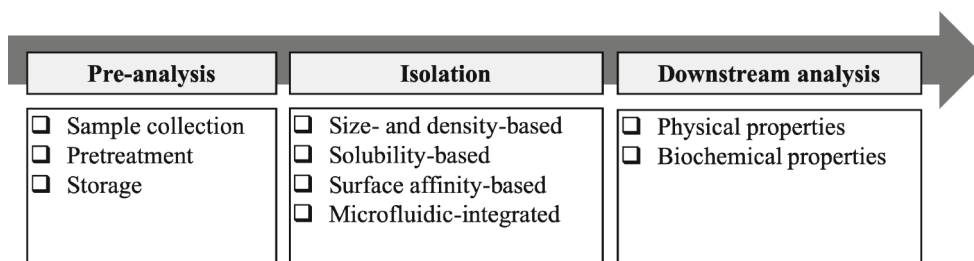 Pre-analysis
Sample collection
Pretreatment
Storage
Isolation
Size- and density-based
Solubility-based
Surface affinity-based
Microfluidic-integrated
Downstream analysis
Physical properties
Biochemical properties